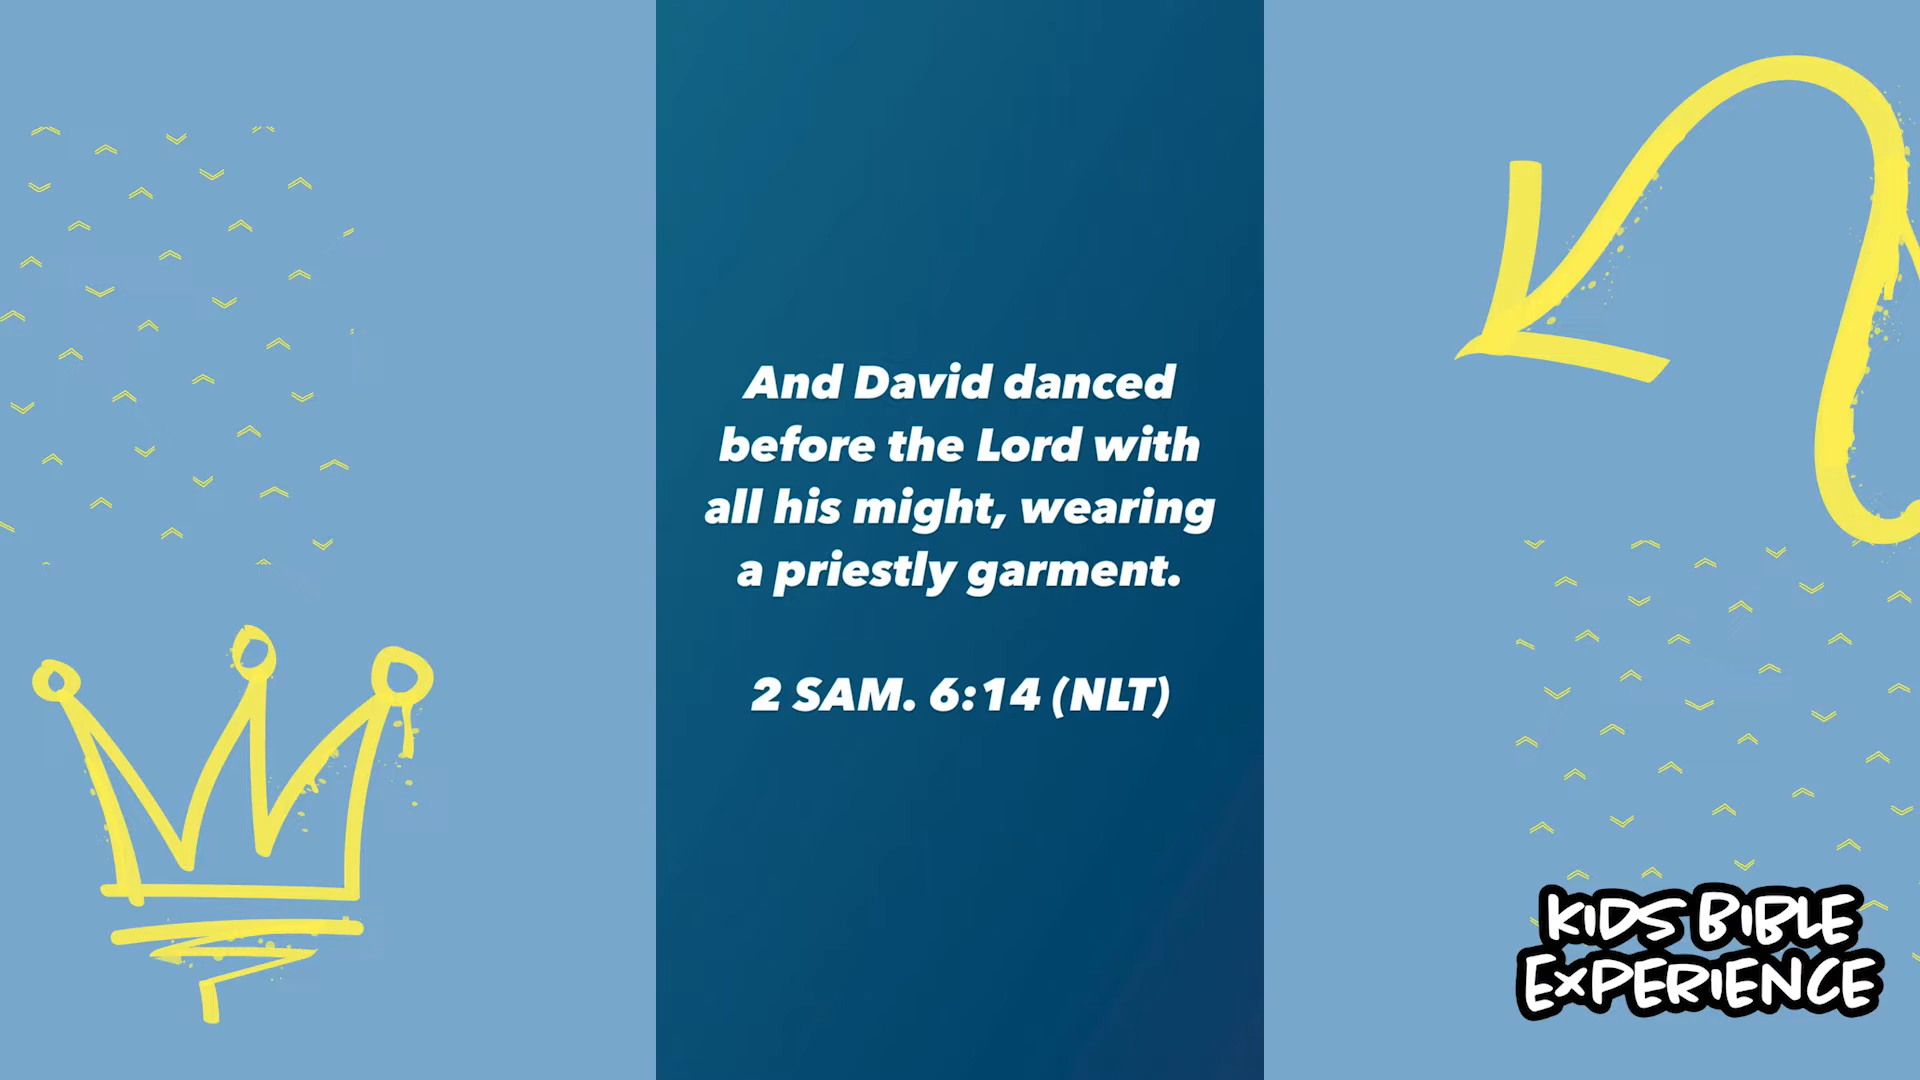 And David danced
before the Lord with
all his might, wearing
a priestly garment.
2 SAM. 6:14 (NLT)
KIDS BIBLE
EXPERIENCE